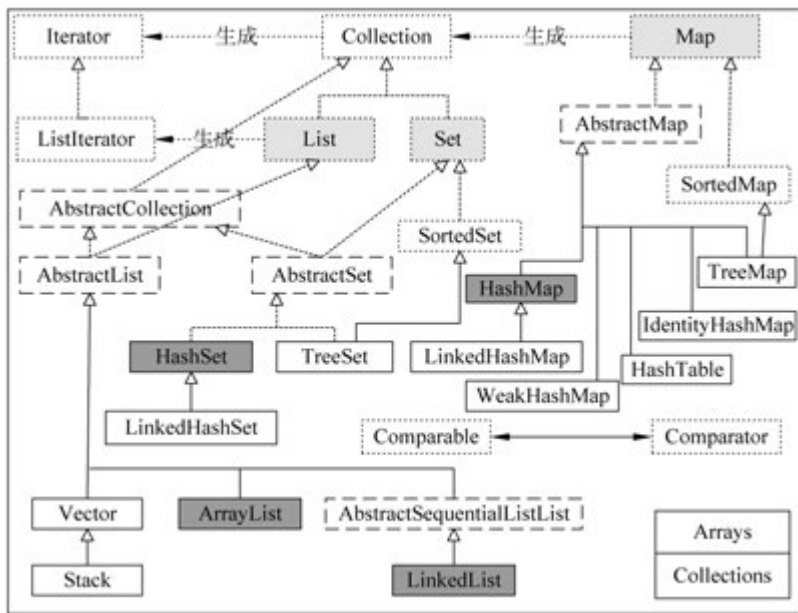 Iterator
生成
Collection
生成
Map
ListIterator
生成
List
Set
AbstractMap
AbstractCollection
SortedSet
SortedMap
AbstractList
AbstractSet
HashMap
TreeMap
IdentityHashMap
HashSet
TreeSet
LinkedHashMap
HashTable
WeakHashMap
LinkedHashSet
Comparable
Comparator
Vector
ArrayList
AbstractSequentialListList
Arrays
Stack
LinkedList
Collections